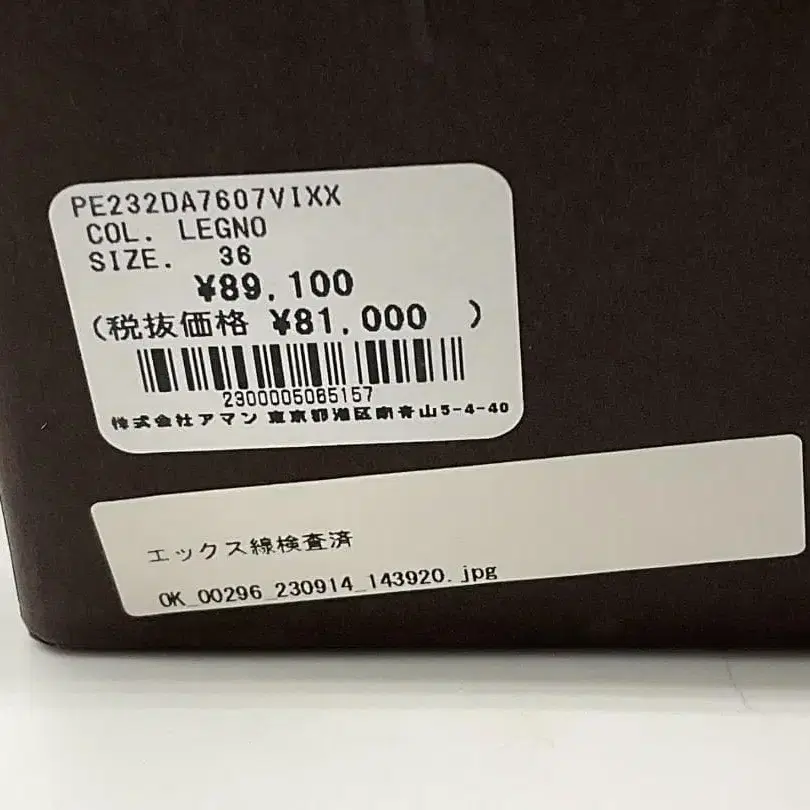 PE232DA7607VIXX
COL. LEGNO
SIZE. 36
¥89,100
(税抜価格 ¥81,000 )
2300005065157
株式会社アマン 東京都港区南青山5-4-40
エックス線検査済
OK_00296_230914_143920.jpg